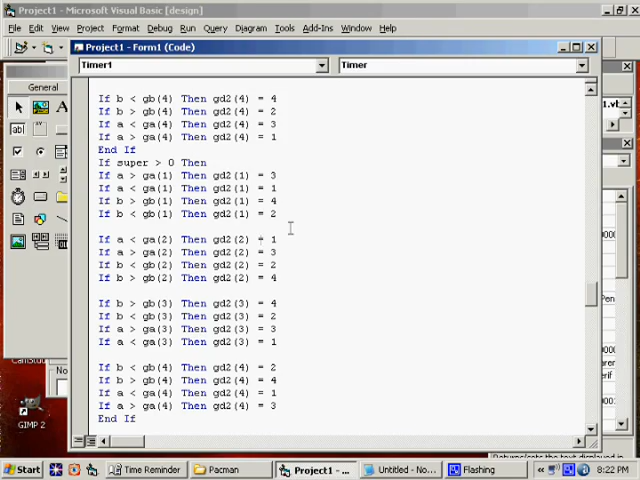 Project1 - Microsoft Visual Basic [design]
File Edit View Project Format Debug Run Query Diagram Tools Add-Ins Window Help
Project1 - Form1 (Code)
Timer1 Timer
General
If b < gb(4) Then gd2(4) = 4
If b > gb(4) Then gd2(4) = 2
If a < ga(4) Then gd2(4) = 3
If a > ga(4) Then gd2(4) = 1
End If
If super > 0 Then
If a > ga(1) Then gd2(1) = 3
If a < ga(1) Then gd2(1) = 1
If b > gb(1) Then gd2(1) = 4
If b < gb(1) Then gd2(1) = 2
If a < ga(2) Then gd2(2) = 1
If a > ga(2) Then gd2(2) = 3
If b < gb(2) Then gd2(2) = 2
If b > gb(2) Then gd2(2) = 4
If b > gb(3) Then gd2(3) = 4
If b < gb(3) Then gd2(3) = 2
If a > ga(3) Then gd2(3) = 3
If a < ga(3) Then gd2(3) = 1
If b < gb(4) Then gd2(4) = 2
If b > gb(4) Then gd2(4) = 4
If a < ga(4) Then gd2(4) = 1
If a > ga(4) Then gd2(4) = 3
End If
GIMP 2
Start Time Reminder Pacman Project1 - ... Untitled - No... Flashing 8:22 PM